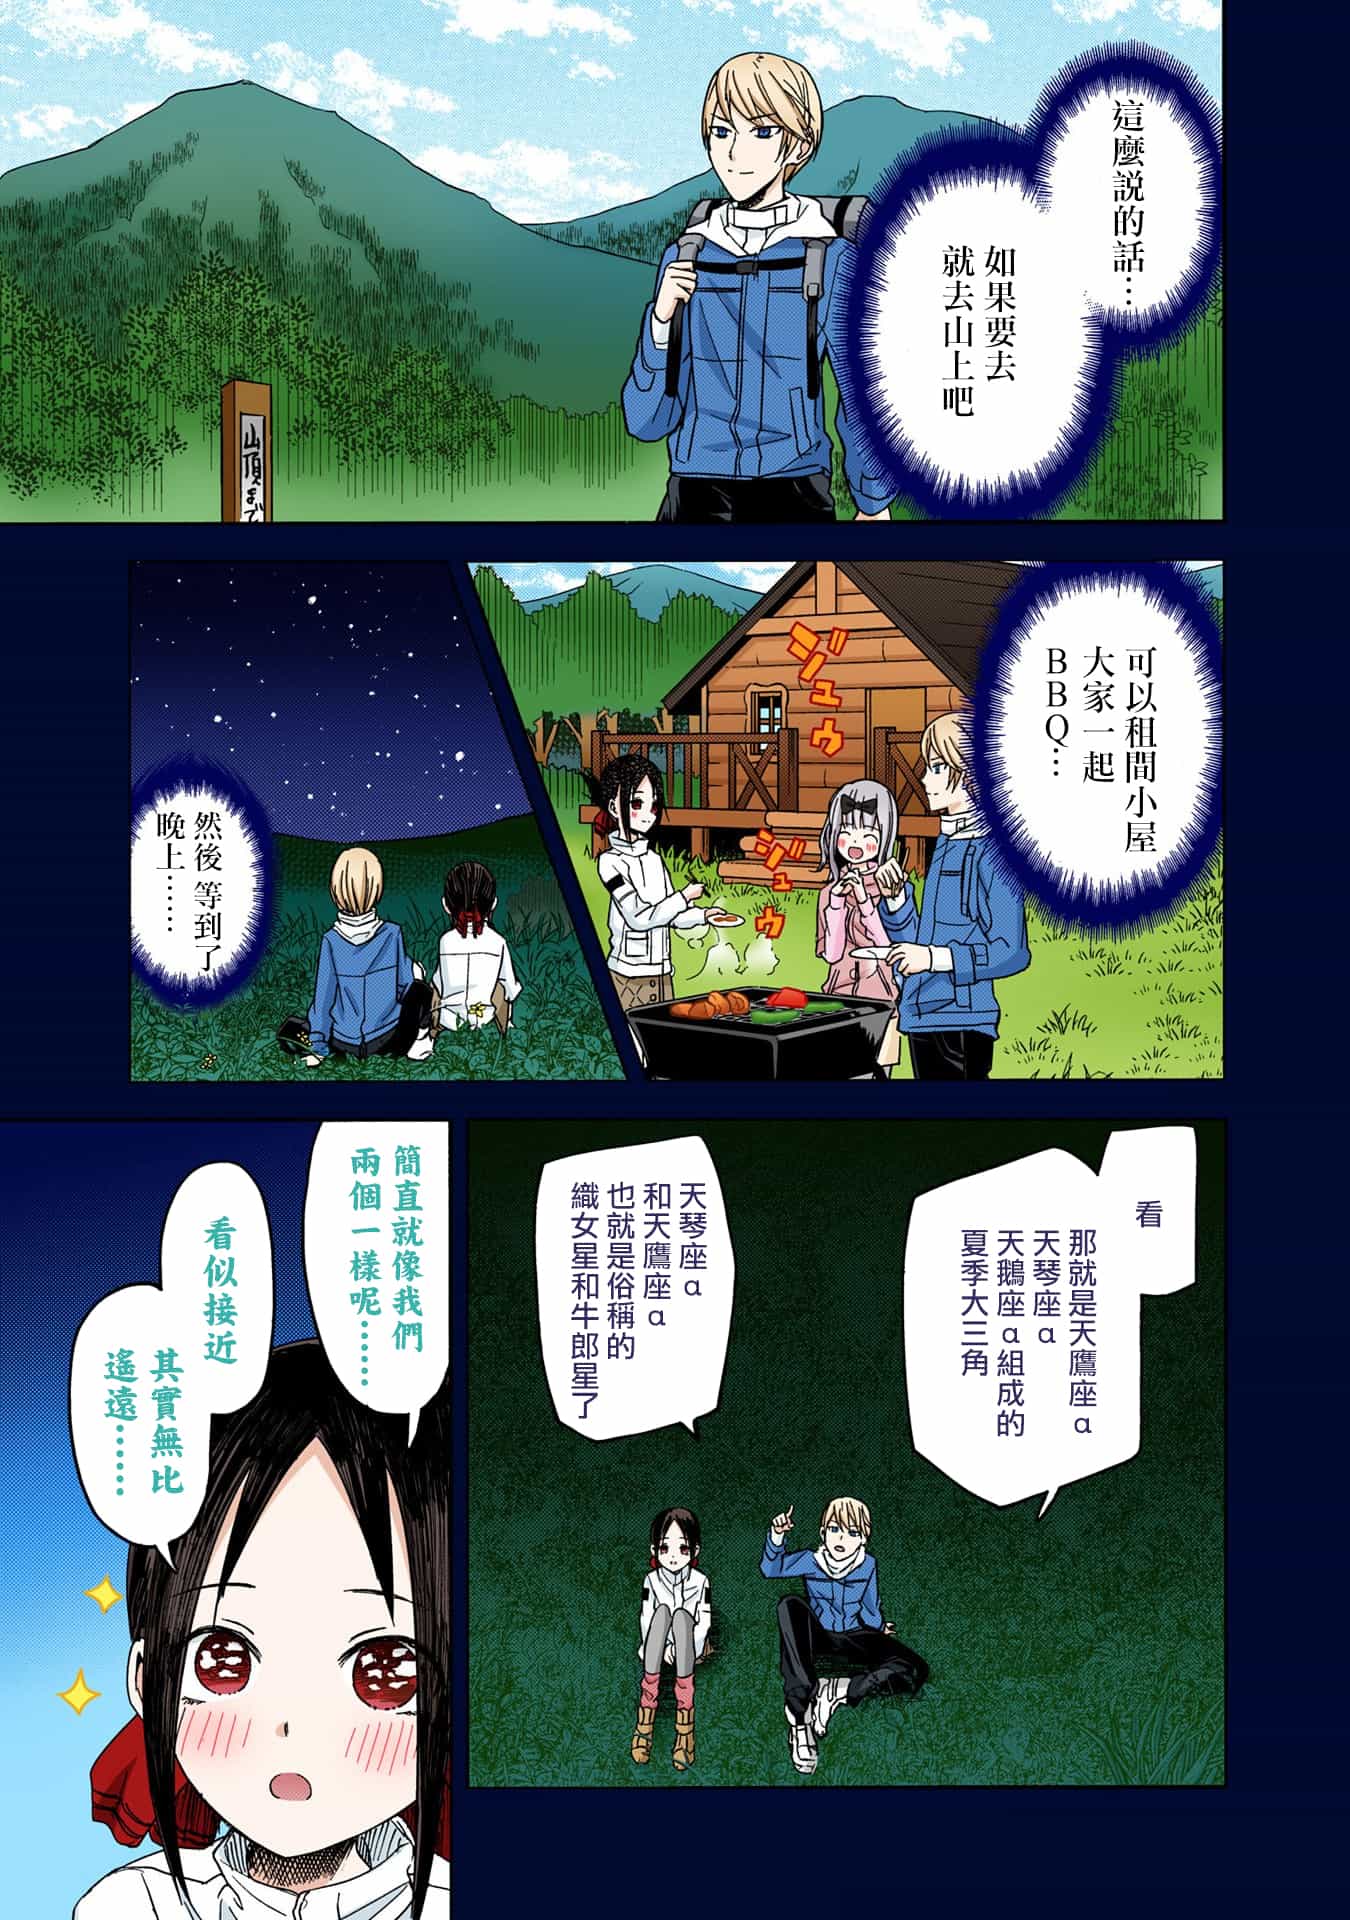 這麼説的話…
如果要去
就去山上吧
山頂まで
可以租間小屋
大家一起
BBQ…
ジュゥ
ジュゥ
然後等到了
晚上……
看
那就是天鷹座α
天琴座α
天鵝座α組成的
夏季大三角
天琴座α
和天鷹座α
也就是俗稱的
織女星和牛郎星了
簡直就像我們
兩個一樣呢……
看似接近
其實無比
遙遠……